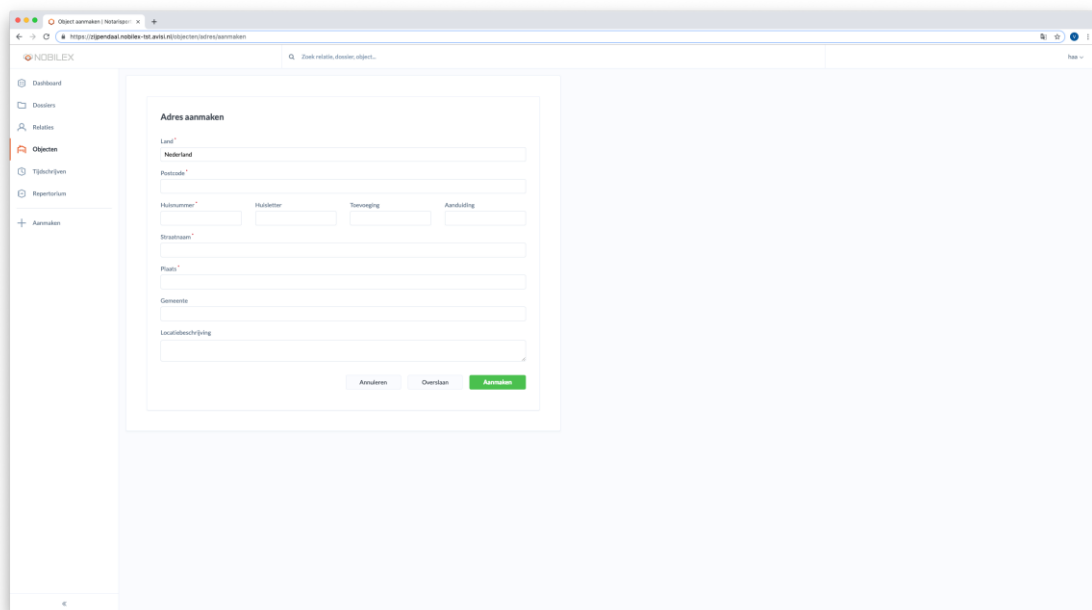 Object aanmaken | Notarispor
https://zijpendaal.nobilex-tst.avisi.nl/objecten/adres/aanmaken
NOBILEX
Zoek relatie, dossier, object...
haa
Dashboard
Dossiers
Relaties
Objecten
Tijdschrijven
Repertorium
Aanmaken
Adres aanmaken
Land*
Nederland
Postcode*
Huisnummer* Huisletter Toevoeging Aanduiding
Straatnaam*
Plaats*
Gemeente
Locatiebeschrijving
Annuleren Overslaan Aanmaken